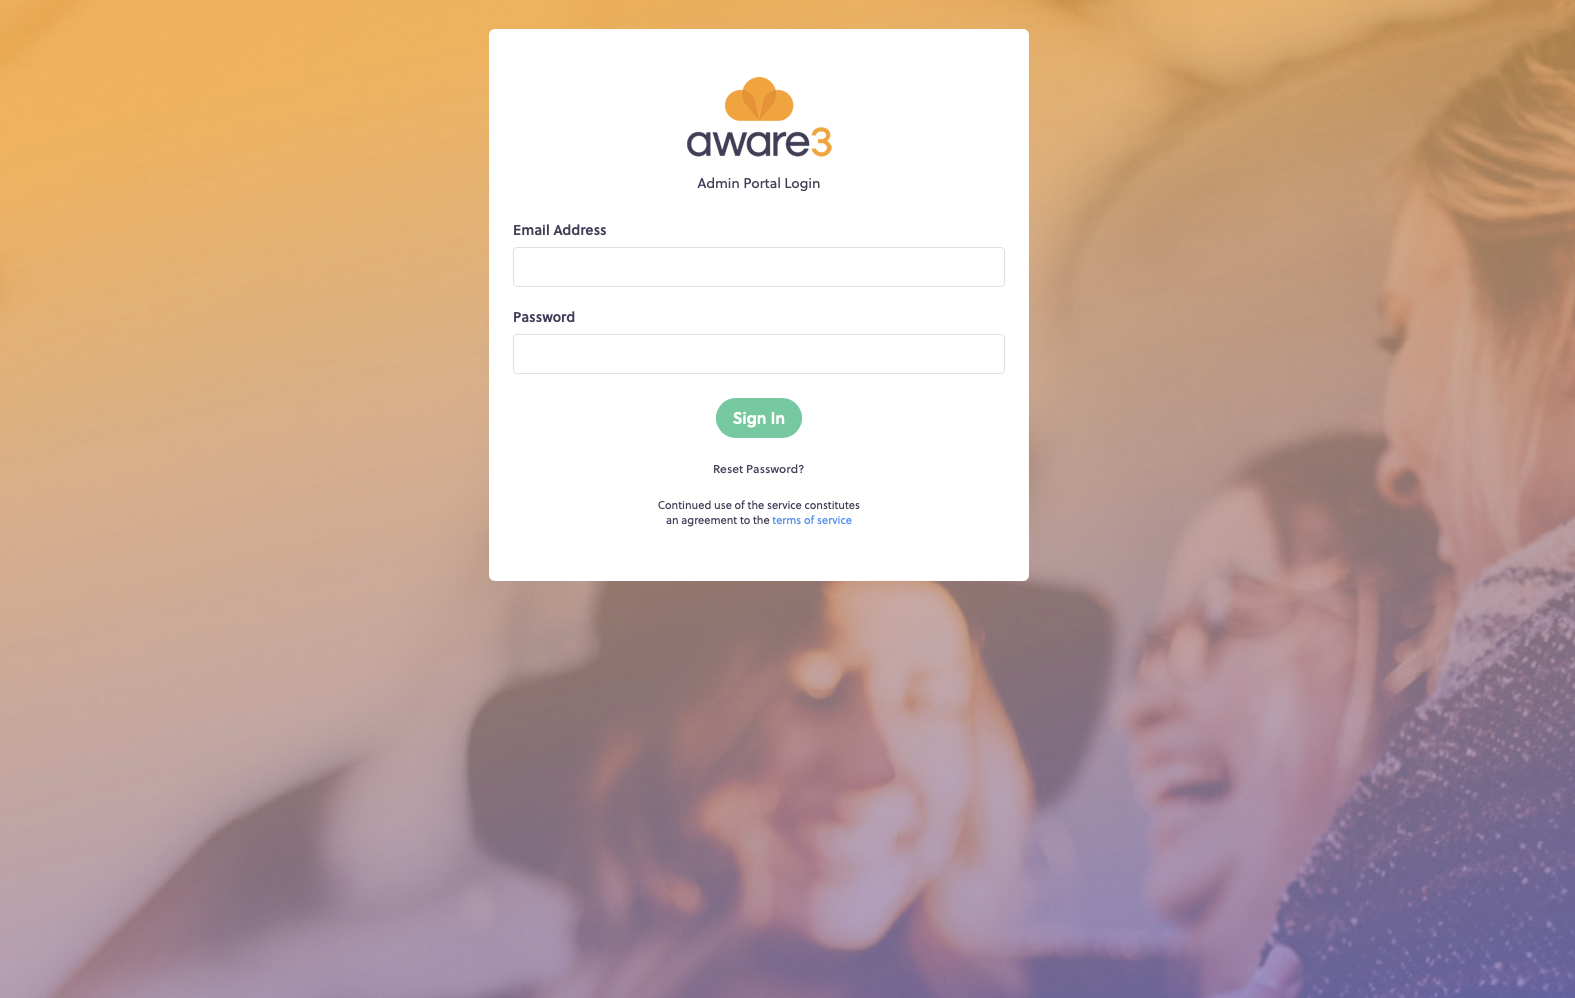 aware3
Admin Portal Login
Email Address
Password
Sign In
Reset Password?
Continued use of the service constitutes
an agreement to the terms of service